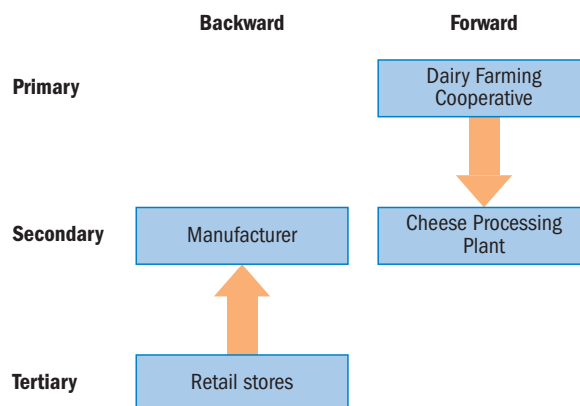 Backward
Forward
Primary
Dairy Farming
Cooperative
Secondary
Manufacturer
Cheese Processing
Plant
Tertiary
Retail stores